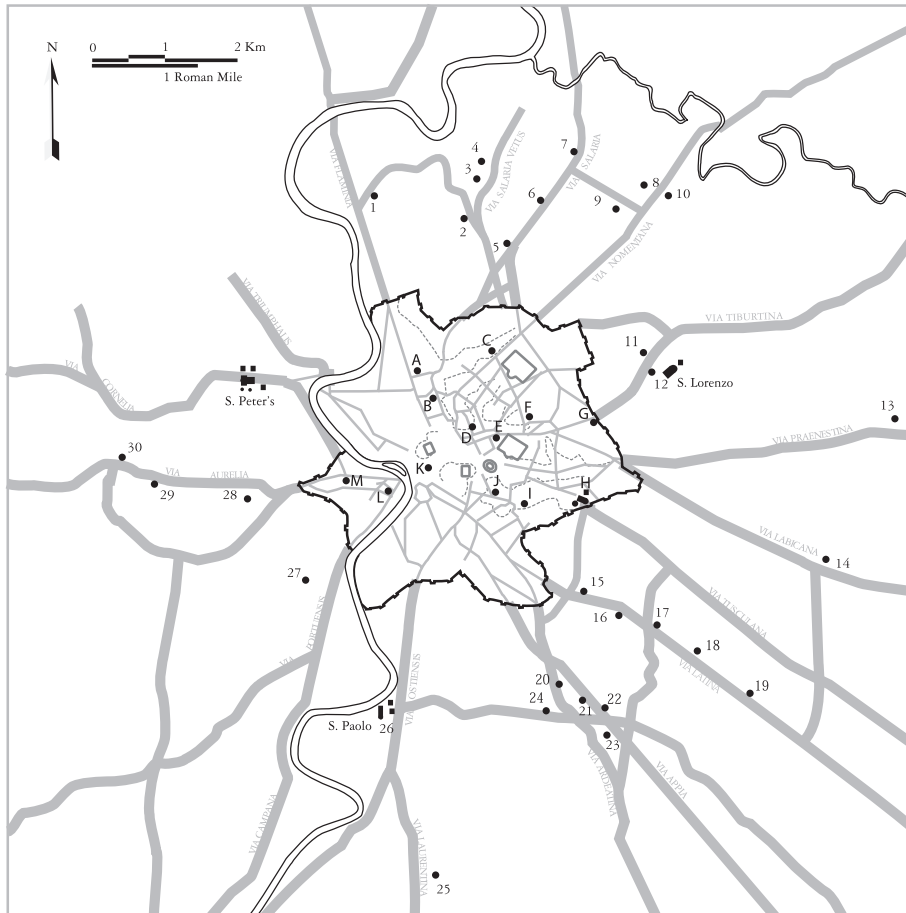 N
0 1 2 Km
1 Roman Mile
VIA FLAMINIA
VIA SALARIA VETUS
VIA SALARIA
VIA NOMENTANA
1
2
3
4
5
6
7
8
9
10
VIA TRIUMPHALIS
VIA CORNELIA
S. Peter's
VIA TIBURTINA
11
12
S. Lorenzo
13
VIA PRAENESTINA
A
B
C
D
E
F
G
H
I
J
K
L
M
30
VIA AURELIA
29
28
27
VIA LABICANA
14
15
16
17
18
19
VIA TUSCULANA
VIA LATINA
VIA PORTUENSIS
VIA OSTIENSIS
S. Paolo
26
20
24
21
22
23
VIA ARDEATINA
VIA APPIA
VIA CAMPANA
VIA LAURENTINA
25